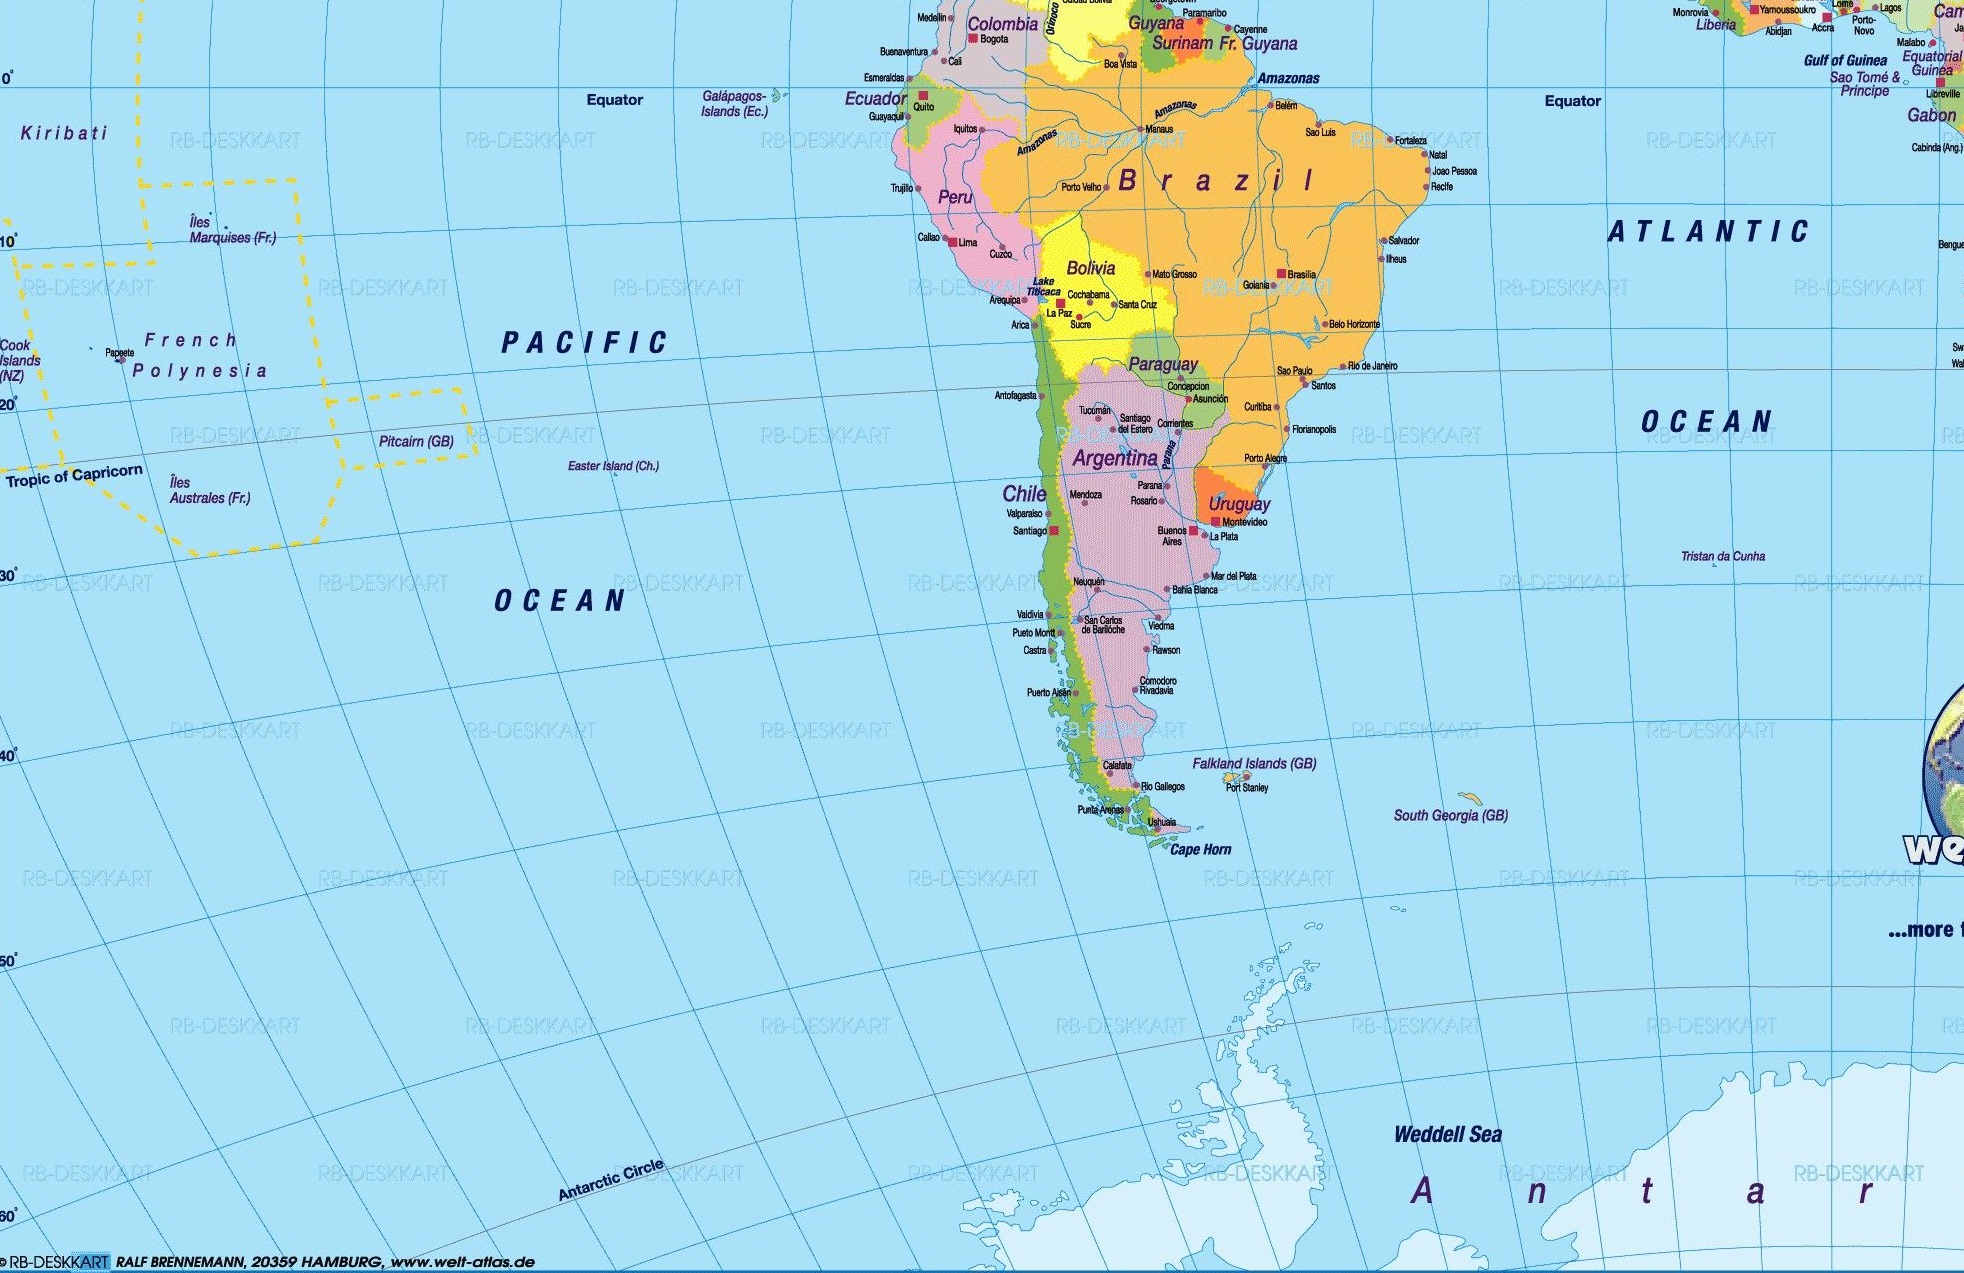 Medellin
Colombia
Bogota
Orinoco
Buenaventura
Cali
Guyana
Paramaribo
Surinam
Cayenne
Fr. Guyana
Boa Vista
Monrovia
Liberia
Yamoussoukro
Abidjan
Accra
Lome
Porto-
Novo
Lagos
Malabo
Gulf of Guinea
Equatorial
Guinea
Sao Tomé &
Principe
Libreville
Gabon
Cabinda (Ang.)
0°
Equator
Galápagos-
Islands (Ec.)
Esmeraldas
Ecuador
Quito
Guayaquil
Iquitos
Amazonas
Amazonas
Amazonas
Manaus
Belém
Sao Luis
Fortaleza
Natal
Joao Pessoa
Recife
Equator
Kiribati
Îles
Marquises (Fr.)
10°
Trujillo
Peru
Callao
Lima
Cuzco
Porto Velho
Brazil
Salvador
Ilheus
ATLANTIC
Lake
Titicaca
Arequipa
Arica
Bolivia
La Paz
Cochabama
Santa Cruz
Sucre
Mato Grosso
Brasilia
Goiania
Belo Horizonte
Cook
Islands
(NZ)
Papeete
French
Polynesia
PACIFIC
Paraguay
Concepcion
Asunción
Sao Paulo
Rio de Janeiro
Santos
Curitiba
Florianopolis
Porto Alegre
OCEAN
20°
Tropic of Capricorn
Îles
Australes (Fr.)
Pitcairn (GB)
Easter Island (Ch.)
Antofagasta
Tucumán
Santiago
del Estero
Corrientes
Argentina
Parana
Parana
Rosario
Mendoza
Chile
Valparaiso
Santiago
Buenos
Aires
La Plata
Uruguay
Montevideo
Tristan da Cunha
30°
OCEAN
Neuquén
Mar del Plata
Bahia Blanca
Valdivia
Pueto Montt
Castra
San Carlos
de Barilóche
Viedma
Rawson
Comodoro
Rivadavia
Puerto Aisén
40°
Calafate
Rio Gallegos
Punta Arenas
Ushuaia
Cape Horn
Falkland Islands (GB)
Port Stanley
South Georgia (GB)
...more
50°
Weddell Sea
Antar
Antarctic Circle
60°
RB-DESKKART
© RB-DESKKART RALF BRENNEMANN, 20359 HAMBURG, www.welt-atlas.de